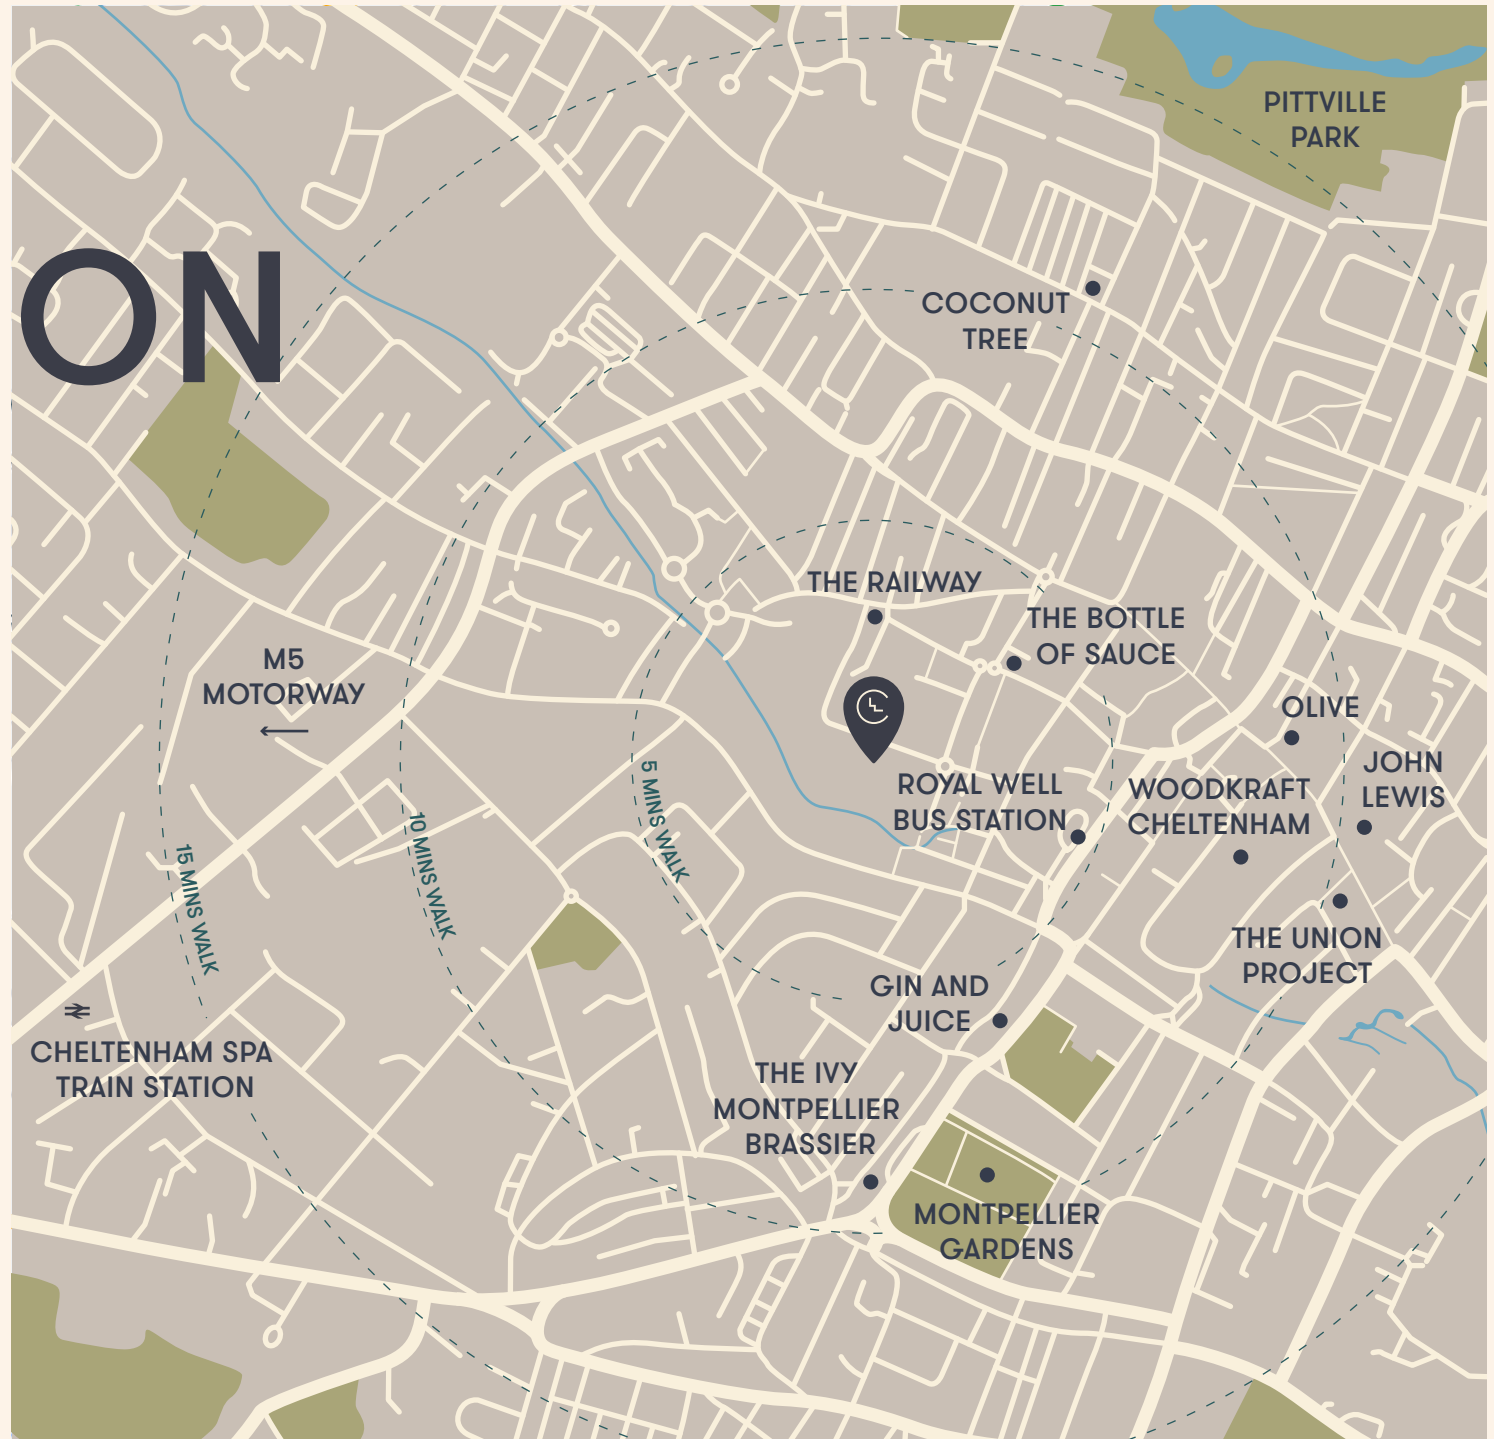 PITTVILLE
PARK
ON
COCONUT
TREE
THE RAILWAY
THE BOTTLE
OF SAUCE
M5
MOTORWAY
OLIVE
JOHN
LEWIS
5 MINS WALK
ROYAL WELL
BUS STATION
WOODKRAFT
CHELTENHAM
10 MINS WALK
15 MINS WALK
THE UNION
PROJECT
GIN AND
JUICE
CHELTENHAM SPA
TRAIN STATION
THE IVY
MONTPELLIER
BRASSIER
MONTPELLIER
GARDENS